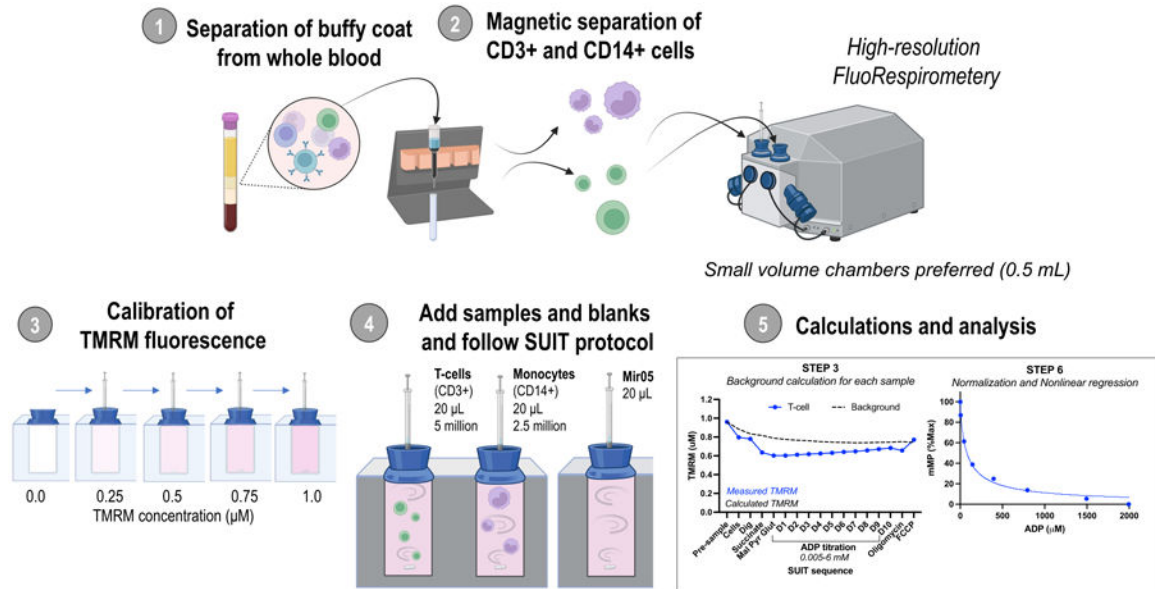 1
Separation of buffy coat
from whole blood
2
Magnetic separation of
CD3+ and CD14+ cells
High-resolution
FluoRespirometery
Small volume chambers preferred (0.5 mL)
3
Calibration of
TMRM fluorescence
0.0
0.25
0.5
0.75
1.0
TMRM concentration (µM)
4
Add samples and blanks
and follow SUIT protocol
T-cells
(CD3+)
20 µL
5 million
Monocytes
(CD14+)
20 µL
2.5 million
Mir05
20 µL
5
Calculations and analysis
STEP 3
Background calculation for each sample
T-cell
Background
TMRM (uM)
1.2
1.0
0.8
0.6
0.4
0.2
0.0
Measured TMRM
Calculated TMRM
Pre-sample
Cells
Dig
Succinate
Mal Pyr Glut
D1
D2
D3
D4
D5
D6
D7
D8
D9
D10
Oligomycin
FCCP
ADP titration
0.005-6 mM
SUIT sequence
STEP 6
Normalization and Nonlinear regression
mMP (%Max)
100
80
60
40
20
0
0
500
1000
1500
2000
ADP (µM)